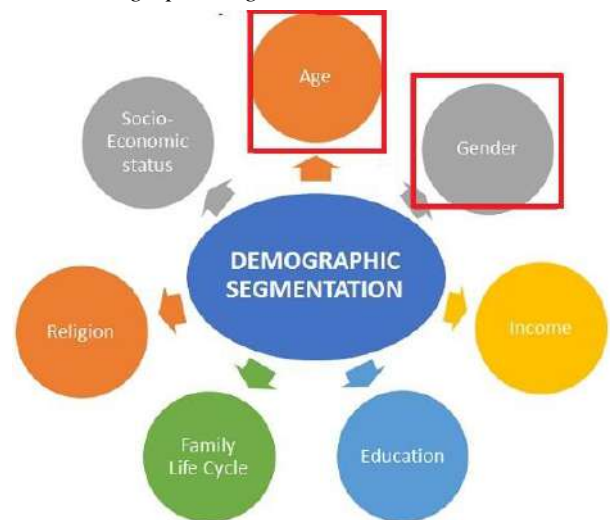 Age
Gender
Socio-
Economic
status
DEMOGRAPHIC
SEGMENTATION
Income
Religion
Family
Life Cycle
Education